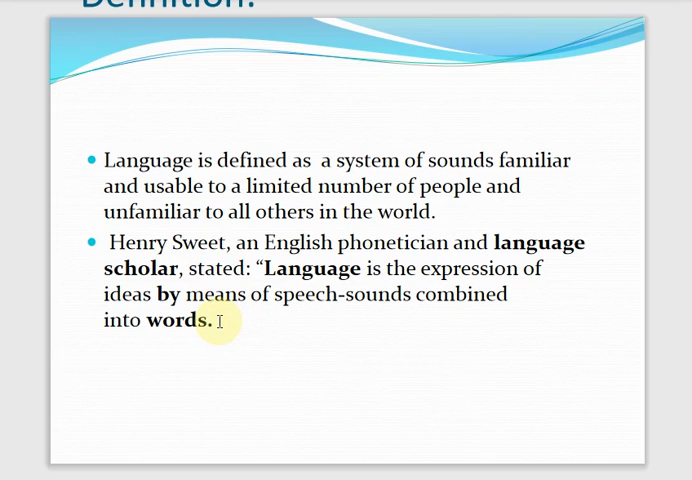 Definition:
Language is defined as  a system of sounds familiar
and usable to a limited number of people and
unfamiliar to all others in the world.
Henry Sweet, an English phonetician and language
scholar, stated: “Language is the expression of
ideas by means of speech-sounds combined
into words.